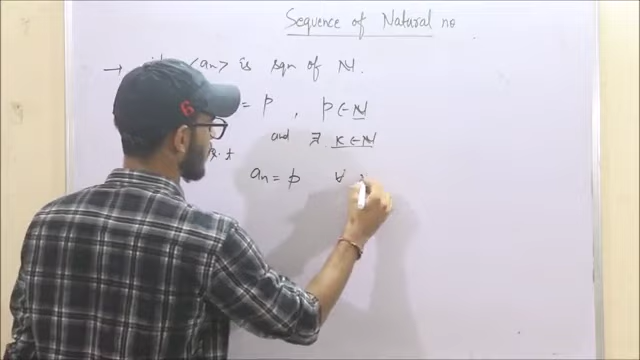 Sequence of Natural no
→ <an> is sqn of ℕ.
= p , p ∈ ℕ
and ∃ K ∈ ℕ
s.t
an = p ∀